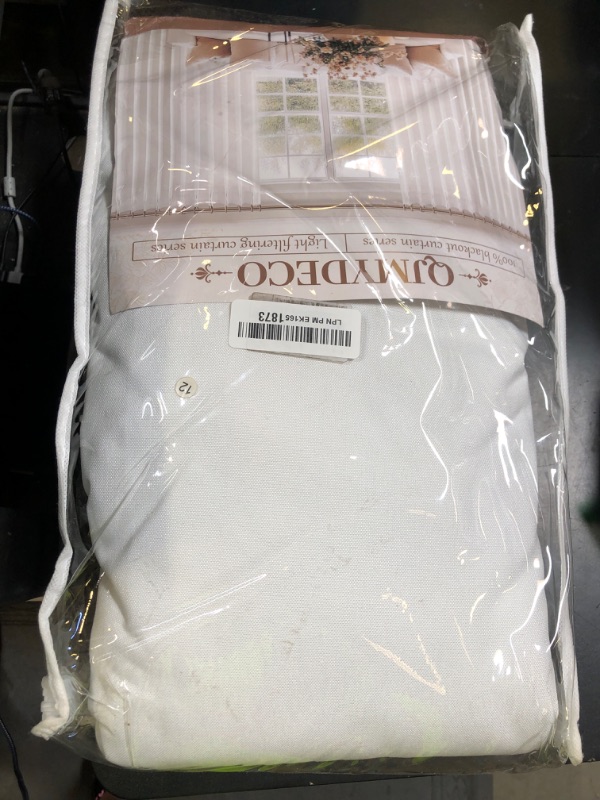 QJMYDECO
100% blackout curtain series
Light filtering curtain series
LPN PM EK165 1873
12